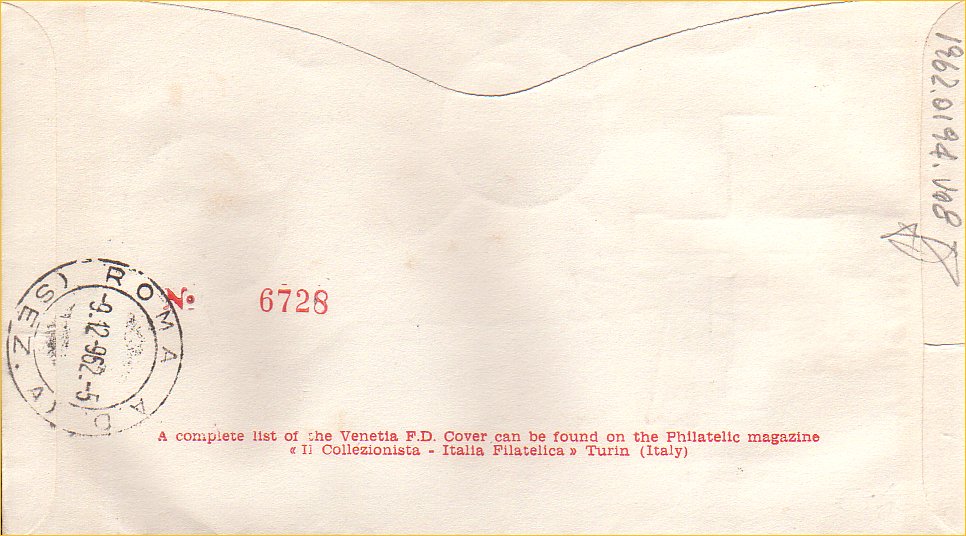 1962.0194.V08
ROMA A.D. (SEZ. A)
-9.12-962.-5
No 6728
A complete list of the Venetia F.D. Cover can be found on the Philatelic magazine
« Il Collezionista - Italia Filatelica » Turin (Italy)